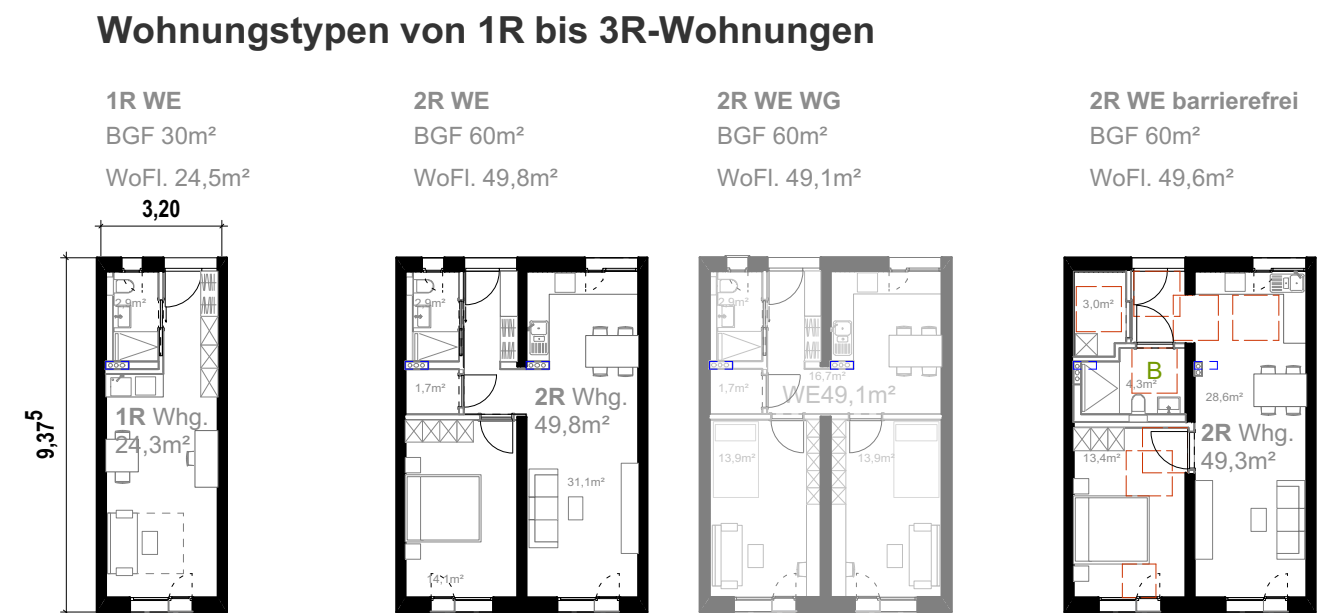 Wohnungstypen von 1R bis 3R-Wohnungen
1R WE
BGF 30m²
WoFl. 24,5m²
2R WE
BGF 60m²
WoFl. 49,8m²
2R WE WG
BGF 60m²
WoFl. 49,1m²
2R WE barrierefrei
BGF 60m²
WoFl. 49,6m²
3,20
9,37⁵
2,9m²
1R Whg.
24,3m²
2,9m²
1,7m²
2R Whg.
49,8m²
31,1m²
14,1m²
2,9m²
1,7m²
16,7m²
WE49,1m²
13,9m²
13,9m²
3,0m²
B
4,3m²
28,6m²
2R Whg.
49,3m²
13,4m²